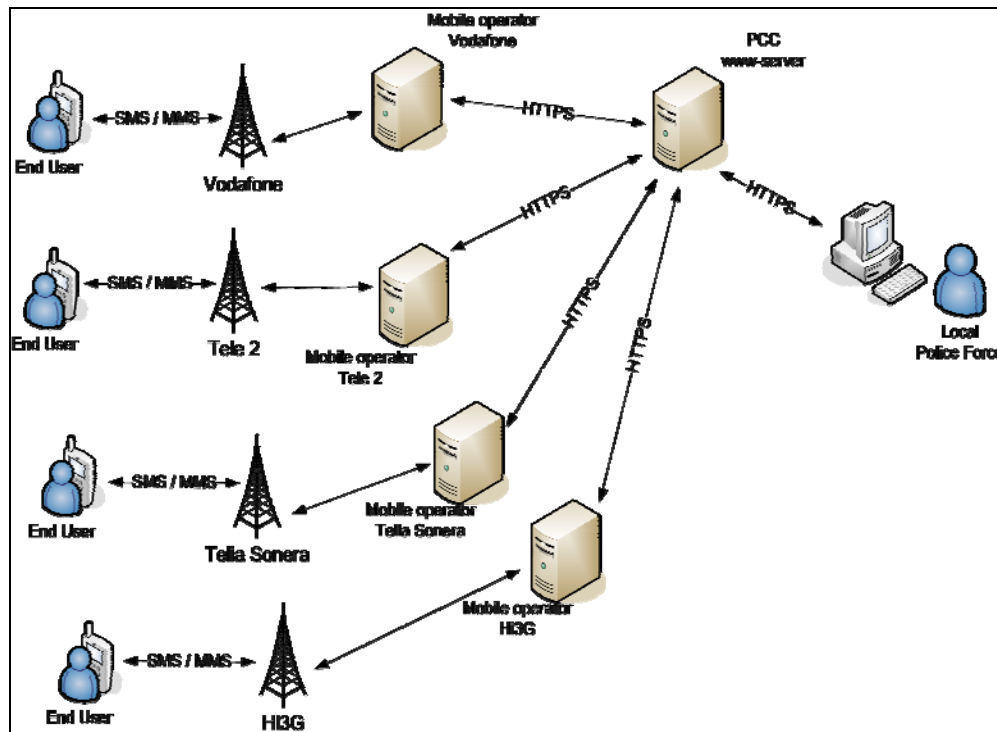 Mobile operator
Vodafone
PCC
www-server
SMS / MMS
HTTPS
End User
Vodafone
HTTPS
HTTPS
SMS / MMS
End User
Tele 2
Mobile operator
Tele 2
HTTPS
HTTPS
Local
Police Force
SMS / MMS
End User
Telia Sonera
Mobile operator
Telia Sonera
SMS / MMS
End User
HI3G
Mobile operator
HI3G